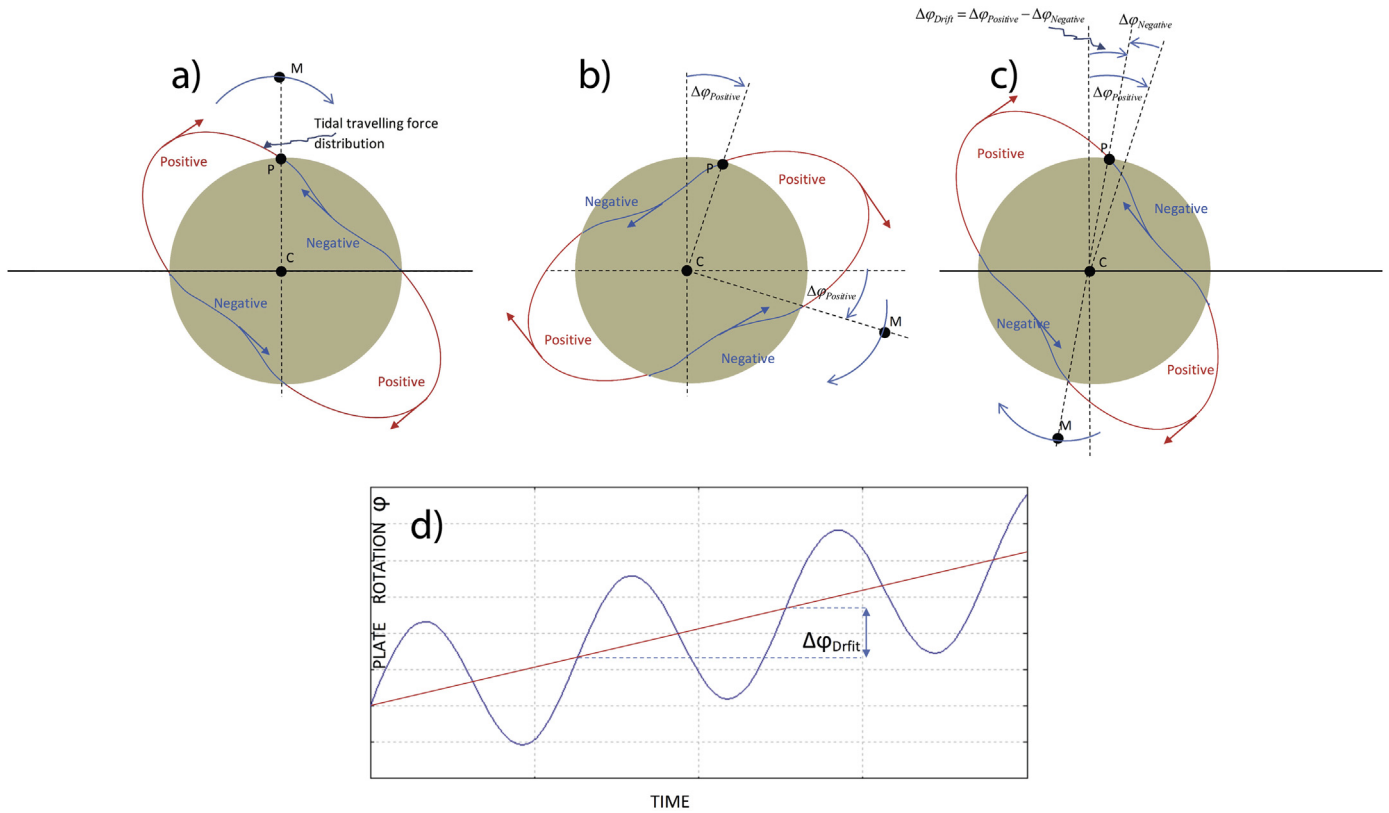 a)
M
Tidal travelling force
distribution
Positive
P
Negative
C
Negative
Positive
b)
Δφ_Positive
P
Positive
Negative
C
Δφ_Positive
M
Positive
Negative
c)
Δφ_Drift = Δφ_Positive − Δφ_Negative
Δφ_Negative
Δφ_Positive
P
Positive
Negative
C
Negative
Positive
M
d)
PLATE ROTATION φ
Δφ_Drfit
TIME